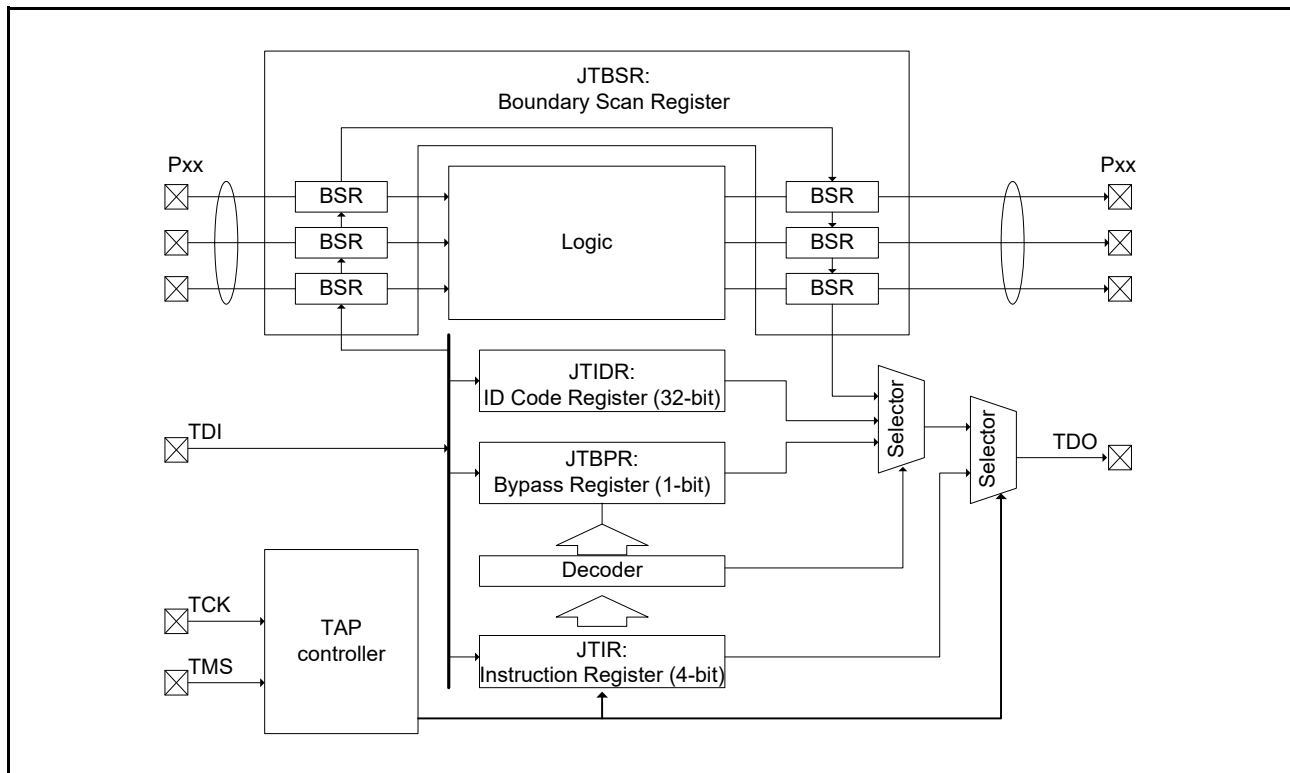 JTBSR:
Boundary Scan Register
Pxx
Pxx
BSR
BSR
BSR
BSR
BSR
BSR
Logic
JTIDR:
ID Code Register (32-bit)
TDI
JTBPR:
Bypass Register (1-bit)
Selector
Selector
TDO
Decoder
TCK
TMS
TAP
controller
JTIR:
Instruction Register (4-bit)